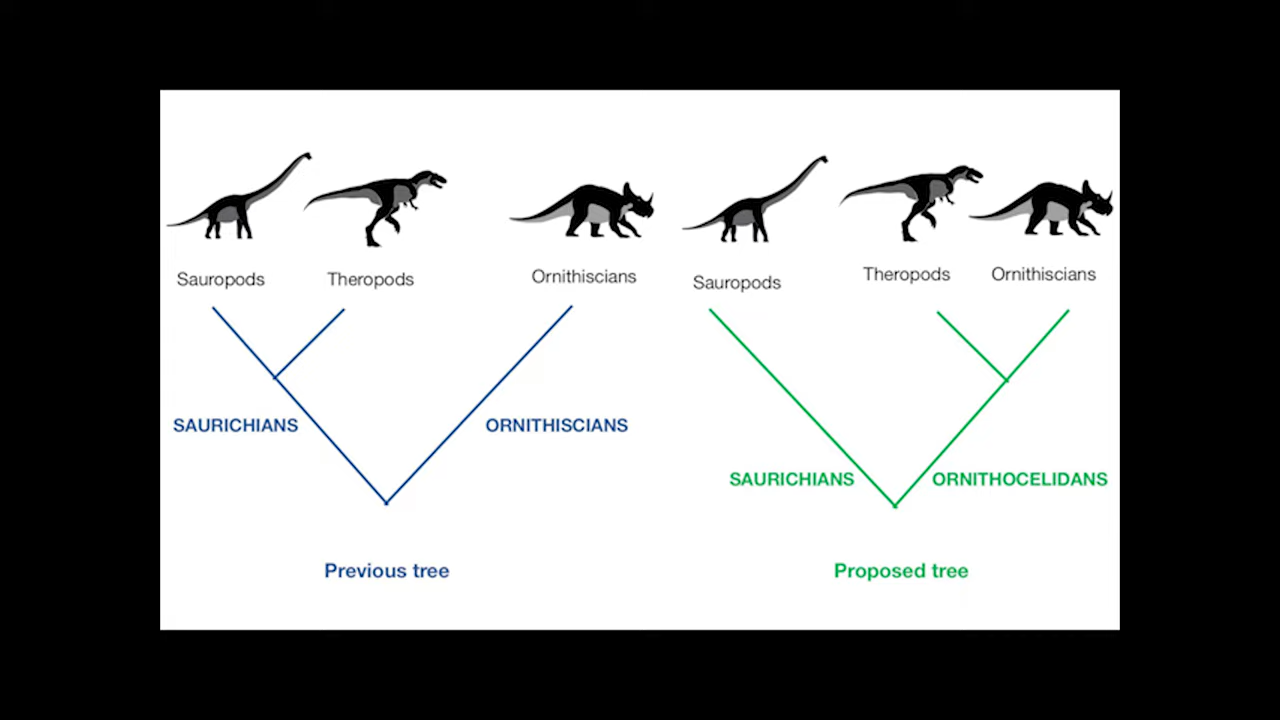 Sauropods
Theropods
Ornithiscians
SAURICHIANS
ORNITHISCIANS
Previous tree
Sauropods
Theropods
Ornithiscians
SAURICHIANS
ORNITHOCELIDANS
Proposed tree